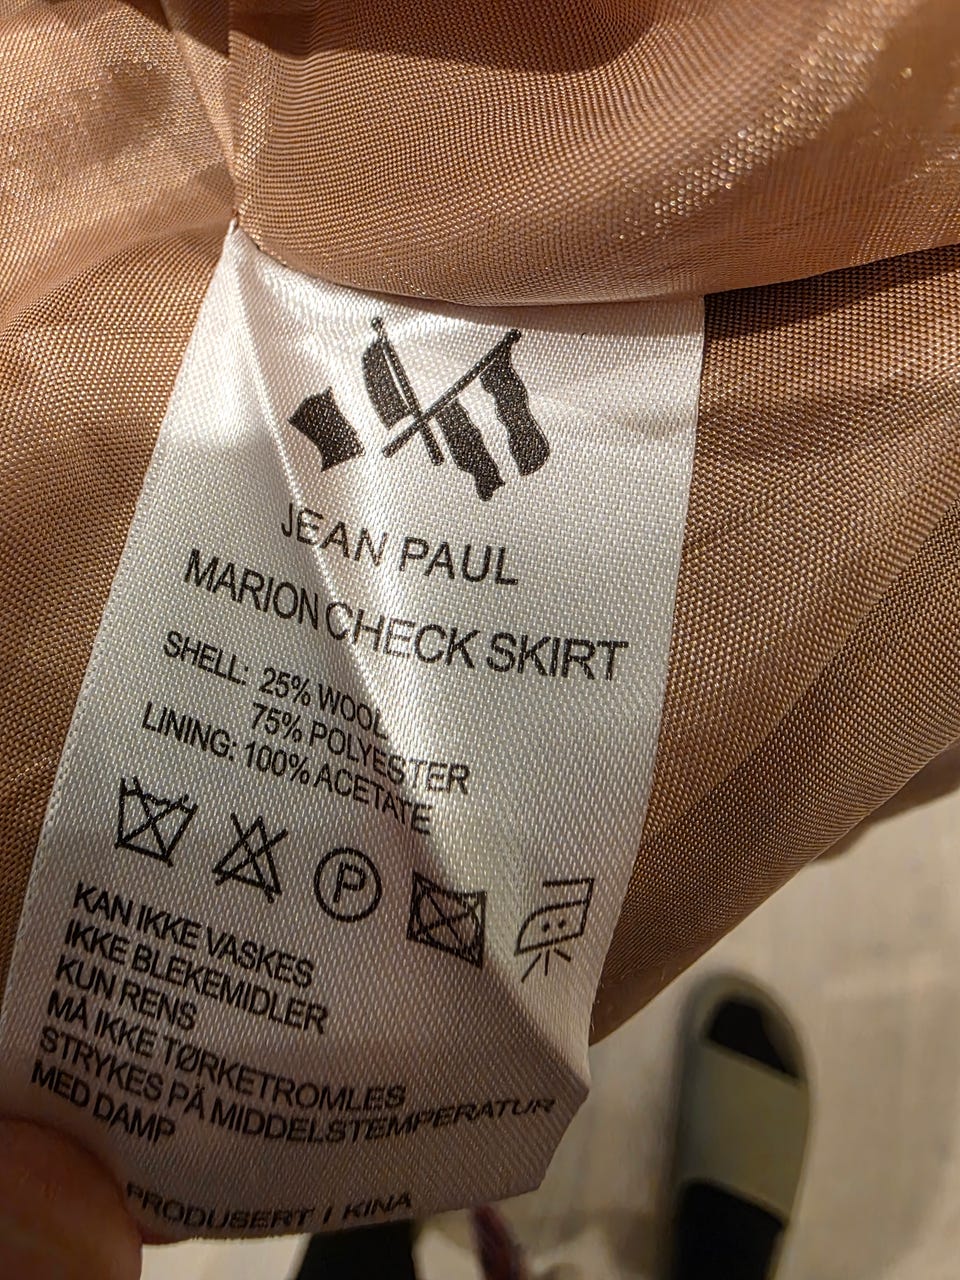 JEAN PAUL
MARION CHECK SKIRT
SHELL: 25% WOOL
75% POLYESTER
LINING: 100% ACETATE
P
KAN IKKE VASKES
IKKE BLEKEMIDLER
KUN RENS
MÅ IKKE TØRKETROMLES
STRYKES PÅ MIDDELSTEMPERATUR
MED DAMP
PRODUSERT I KINA